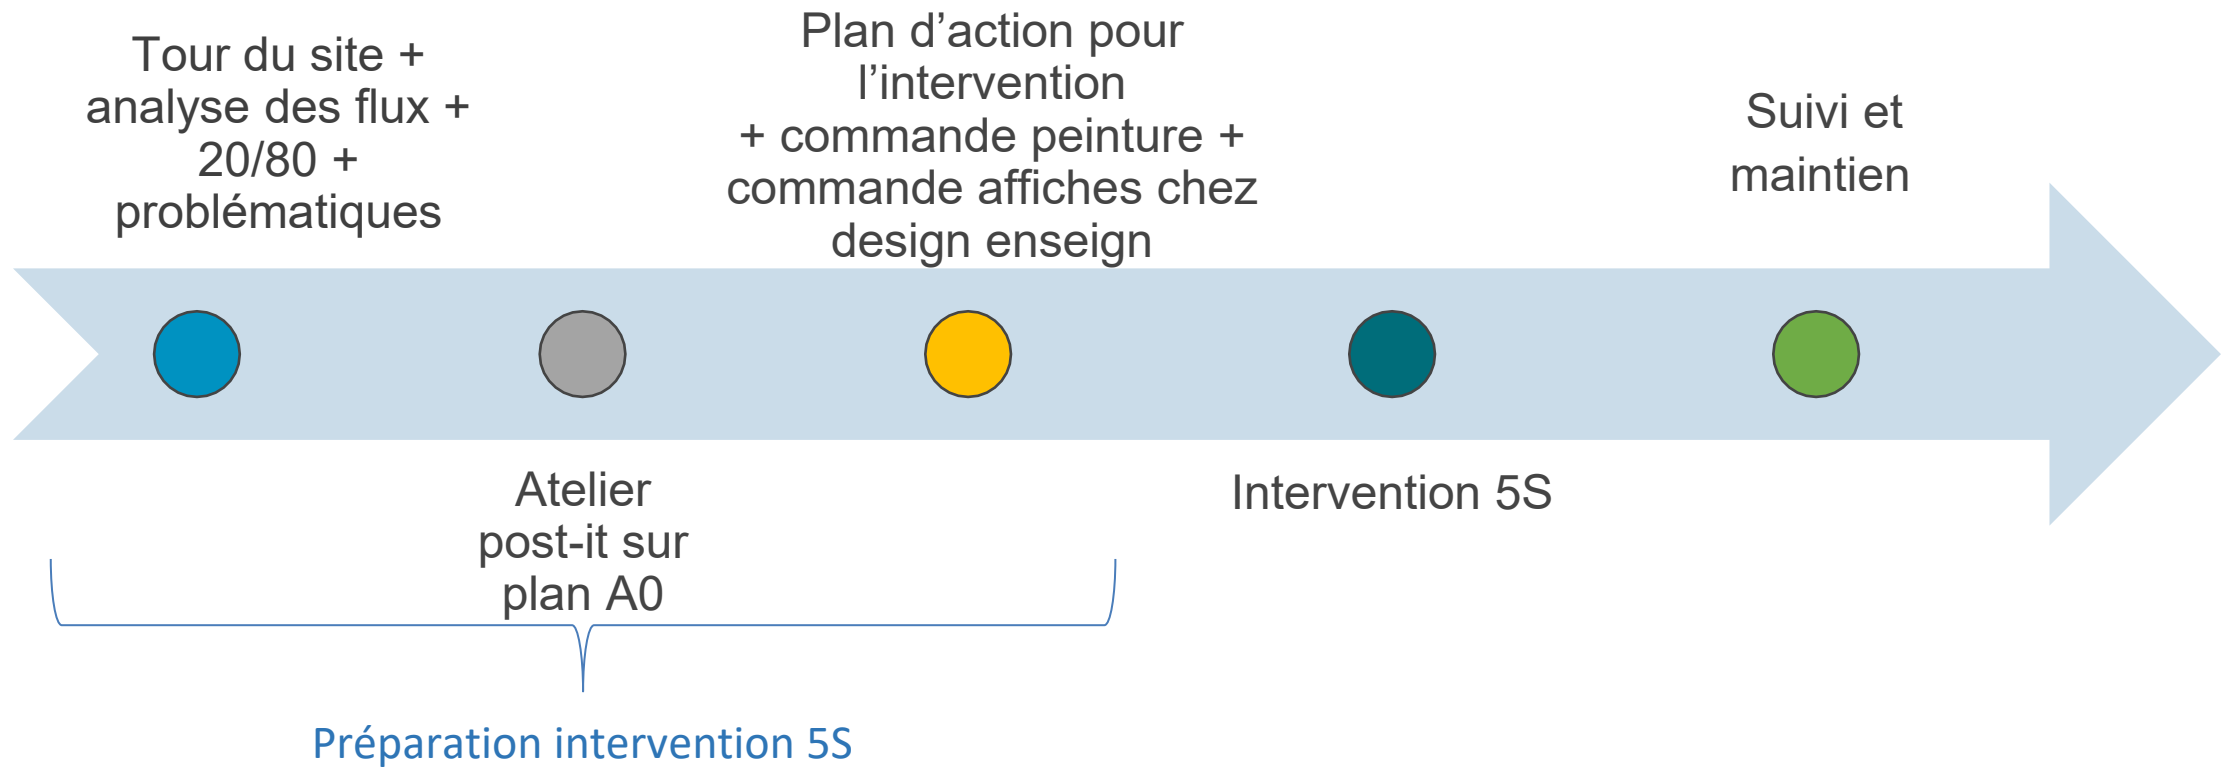 Tour du site +
analyse des flux +
20/80 +
problématiques
Atelier
post-it sur
plan A0
Plan d’action pour
l’intervention
+ commande peinture +
commande affiches chez
design enseign
Intervention 5S
Suivi et
maintien
Préparation intervention 5S